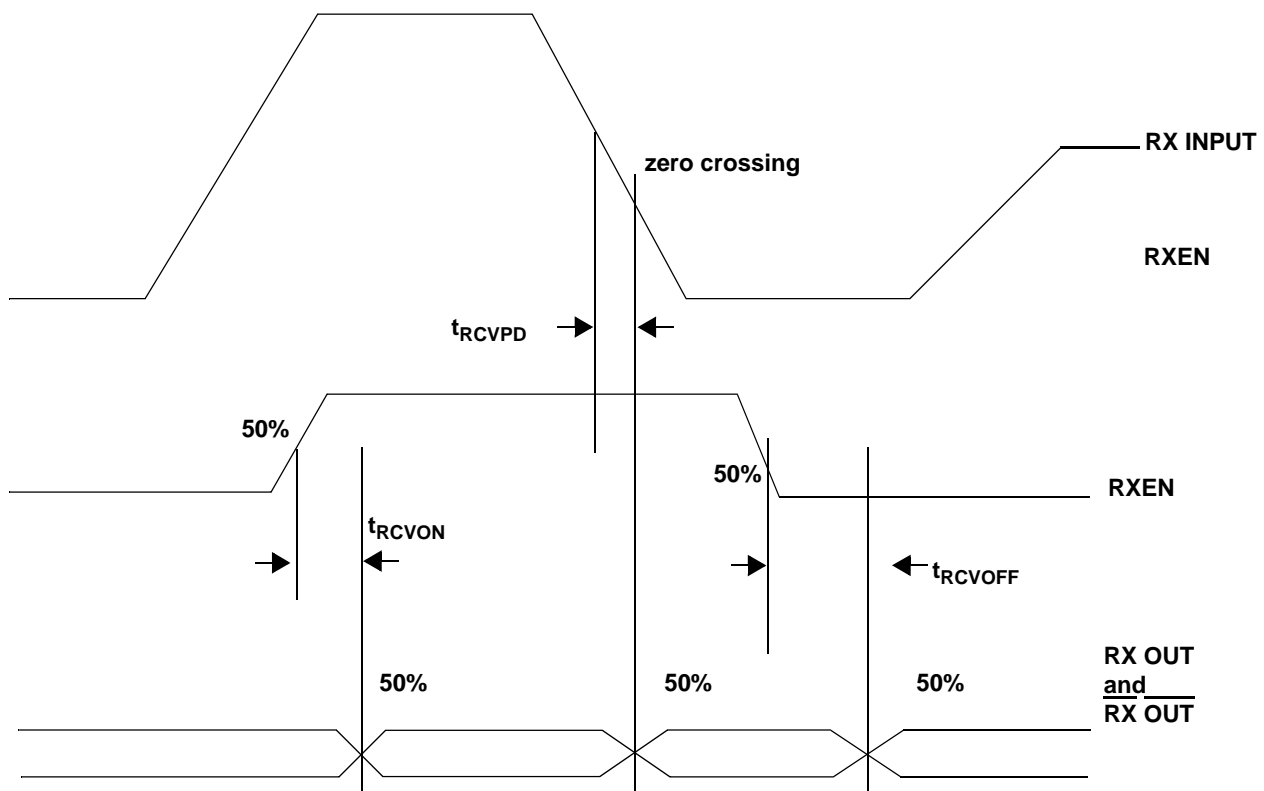 RX INPUT
zero crossing
RXEN
tRCVPD
50%
50%
RXEN
tRCVON
tRCVOFF
RX OUT
and
RX OUT
50%
50%
50%